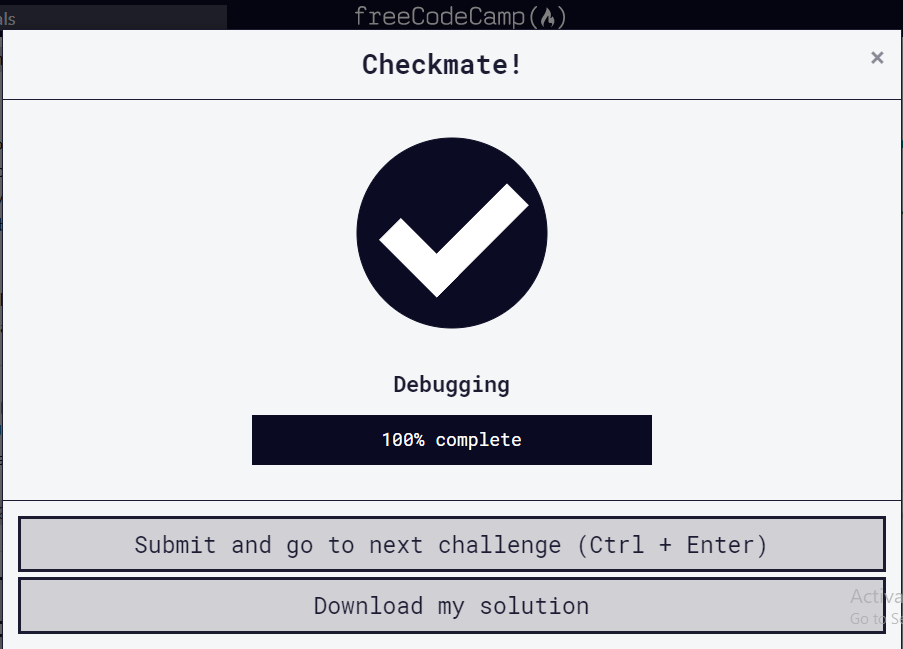 als
freeCodeCamp(🔥)
Checkmate!
×
Debugging
100% complete
Submit and go to next challenge (Ctrl + Enter)
Download my solution
Activa
Go to Se